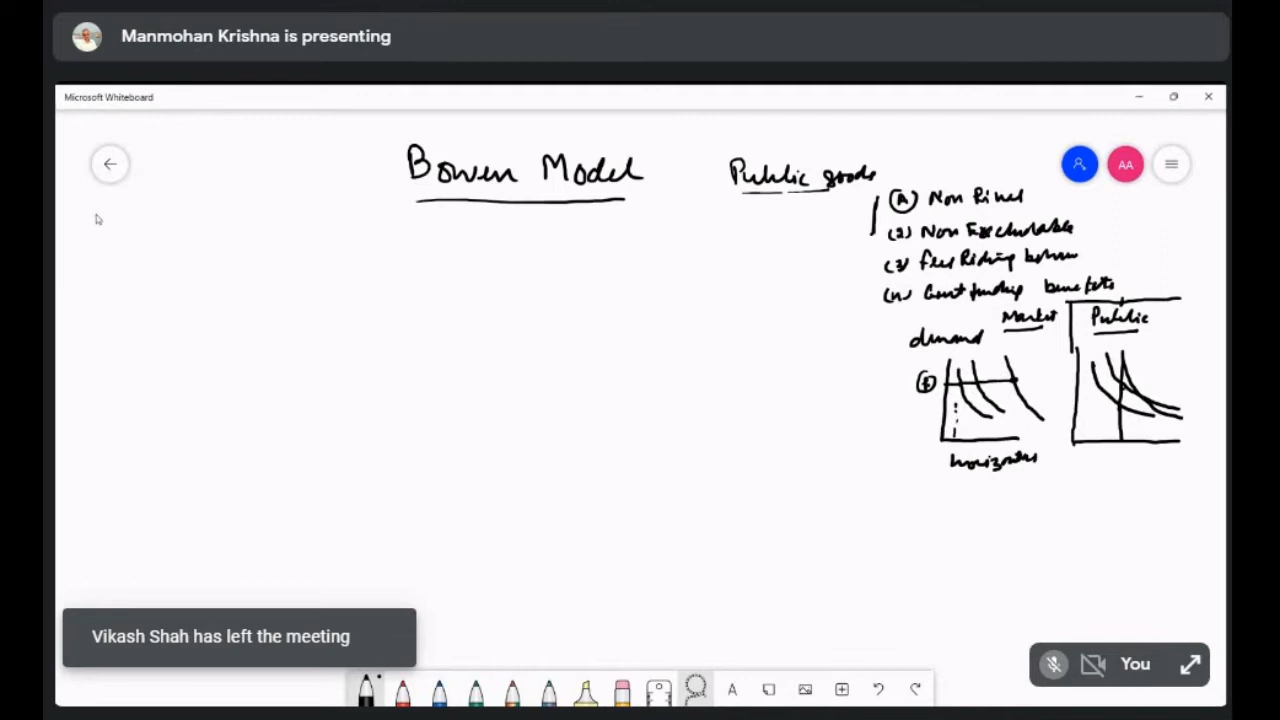 Manmohan Krishna is presenting
Microsoft Whiteboard
Bowen Model
Public goods
AA
(1) Non Rival
(2) Non Excludable
(3) Free Riding
(4) Govt funding benefits
Market
Public
demand
horizontal
Vikash Shah has left the meeting
You
A